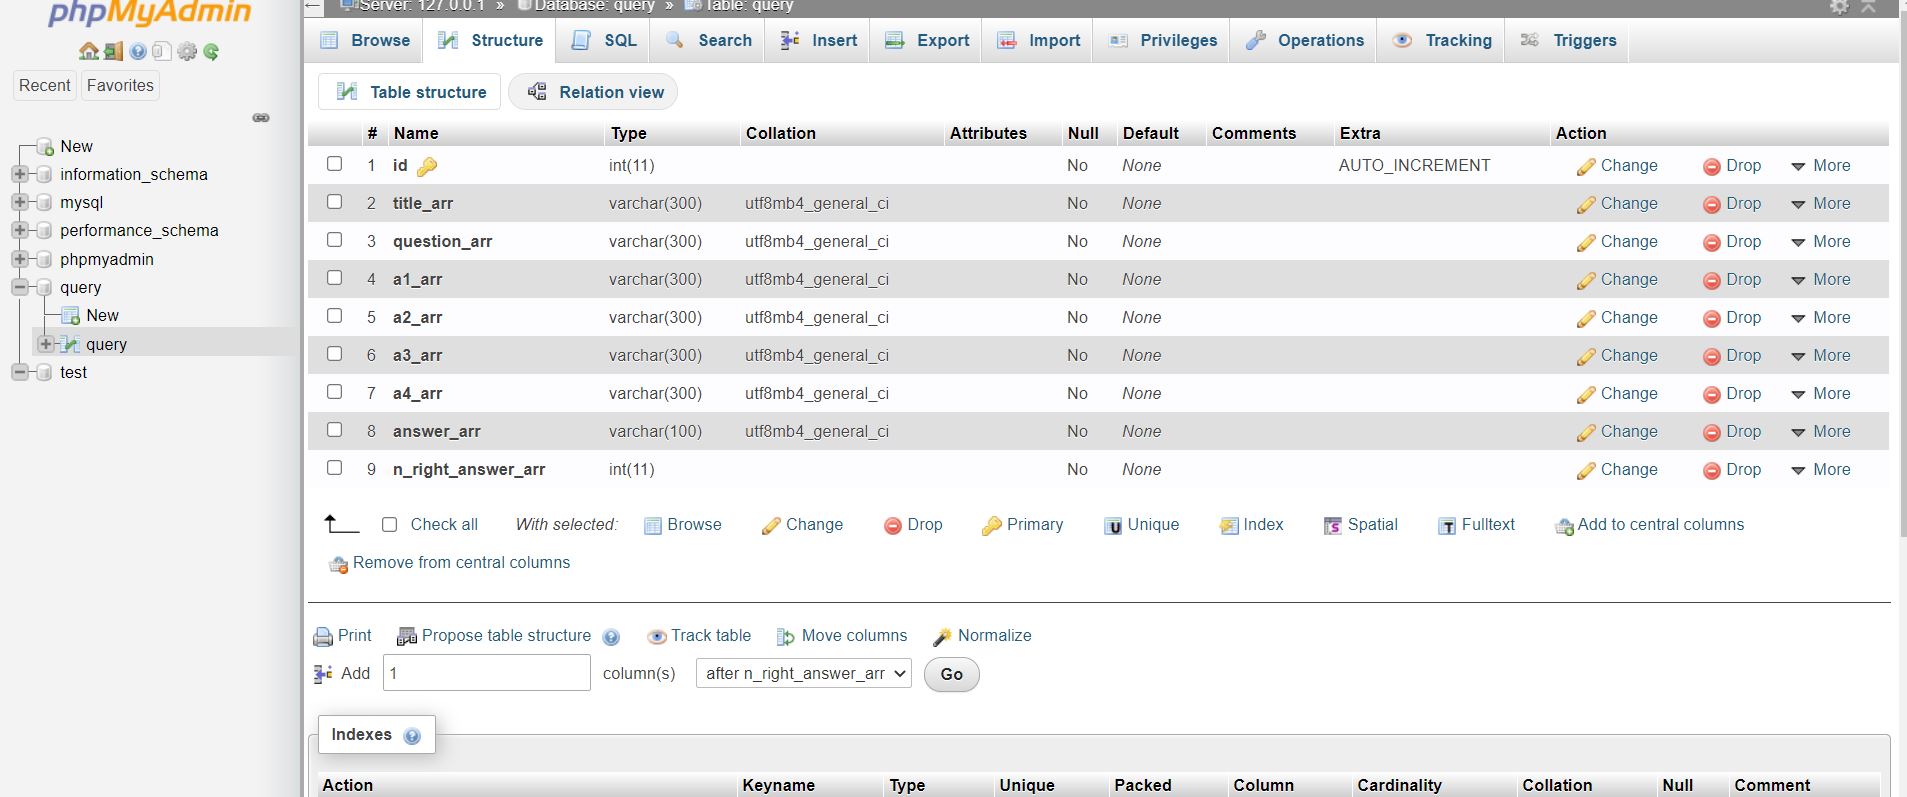 phpMyAdmin
Recent Favorites
New
information_schema
mysql
performance_schema
phpmyadmin
query
New
query
test
Server: 127.0.0.1 » Database: query » Table: query
Browse Structure SQL Search Insert Export Import Privileges Operations Tracking Triggers
Table structure Relation view
# Name Type Collation Attributes Null Default Comments Extra Action
1 id int(11) No None AUTO_INCREMENT Change Drop More
2 title_arr varchar(300) utf8mb4_general_ci No None Change Drop More
3 question_arr varchar(300) utf8mb4_general_ci No None Change Drop More
4 a1_arr varchar(300) utf8mb4_general_ci No None Change Drop More
5 a2_arr varchar(300) utf8mb4_general_ci No None Change Drop More
6 a3_arr varchar(300) utf8mb4_general_ci No None Change Drop More
7 a4_arr varchar(300) utf8mb4_general_ci No None Change Drop More
8 answer_arr varchar(100) utf8mb4_general_ci No None Change Drop More
9 n_right_answer_arr int(11) No None Change Drop More
Check all With selected: Browse Change Drop Primary Unique Index Spatial Fulltext Add to central columns
Remove from central columns
Print Propose table structure Track table Move columns Normalize
Add 1 column(s) after n_right_answer_arr Go
Indexes
Action Keyname Type Unique Packed Column Cardinality Collation Null Comment